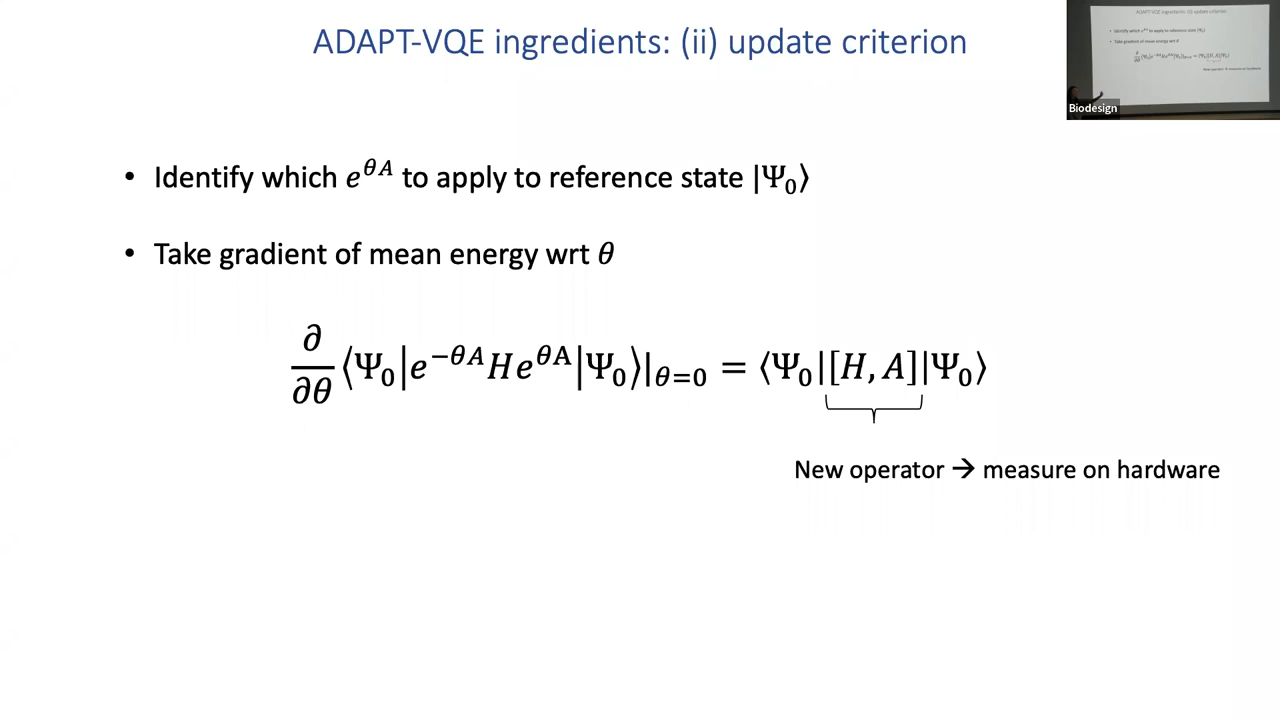 ADAPT-VQE ingredients: (ii) update criterion
Biodesign
• Identify which e^{θA} to apply to reference state |Ψ₀⟩
• Take gradient of mean energy wrt θ
∂/∂θ ⟨Ψ₀|e^{−θA}He^{θA}|Ψ₀⟩|_{θ=0} = ⟨Ψ₀|[H, A]|Ψ₀⟩
New operator → measure on hardware